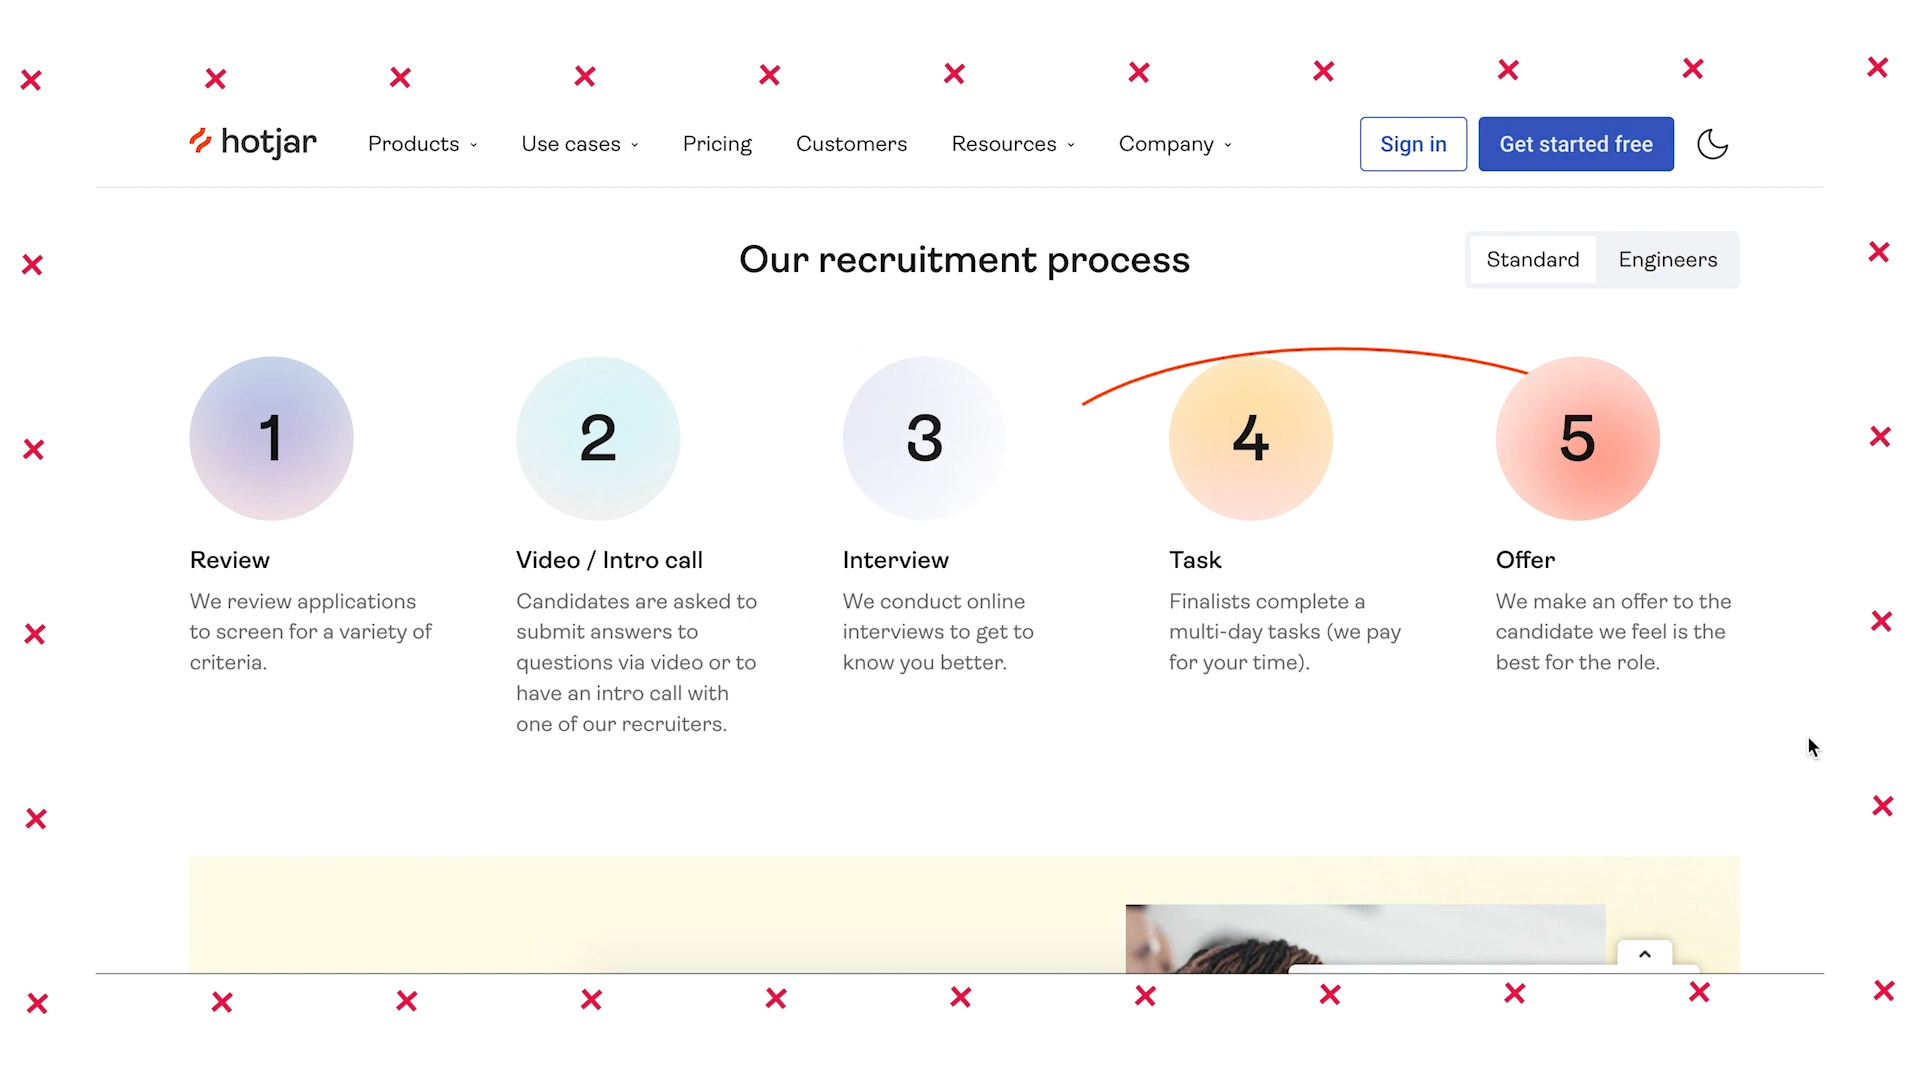 hotjar
Products
Use cases
Pricing
Customers
Resources
Company
Sign in
Get started free
Our recruitment process
Standard
Engineers
1
2
3
4
5
Review
We review applications
to screen for a variety of
criteria.
Video / Intro call
Candidates are asked to
submit answers to
questions via video or to
have an intro call with
one of our recruiters.
Interview
We conduct online
interviews to get to
know you better.
Task
Finalists complete a
multi-day tasks (we pay
for your time).
Offer
We make an offer to the
candidate we feel is the
best for the role.